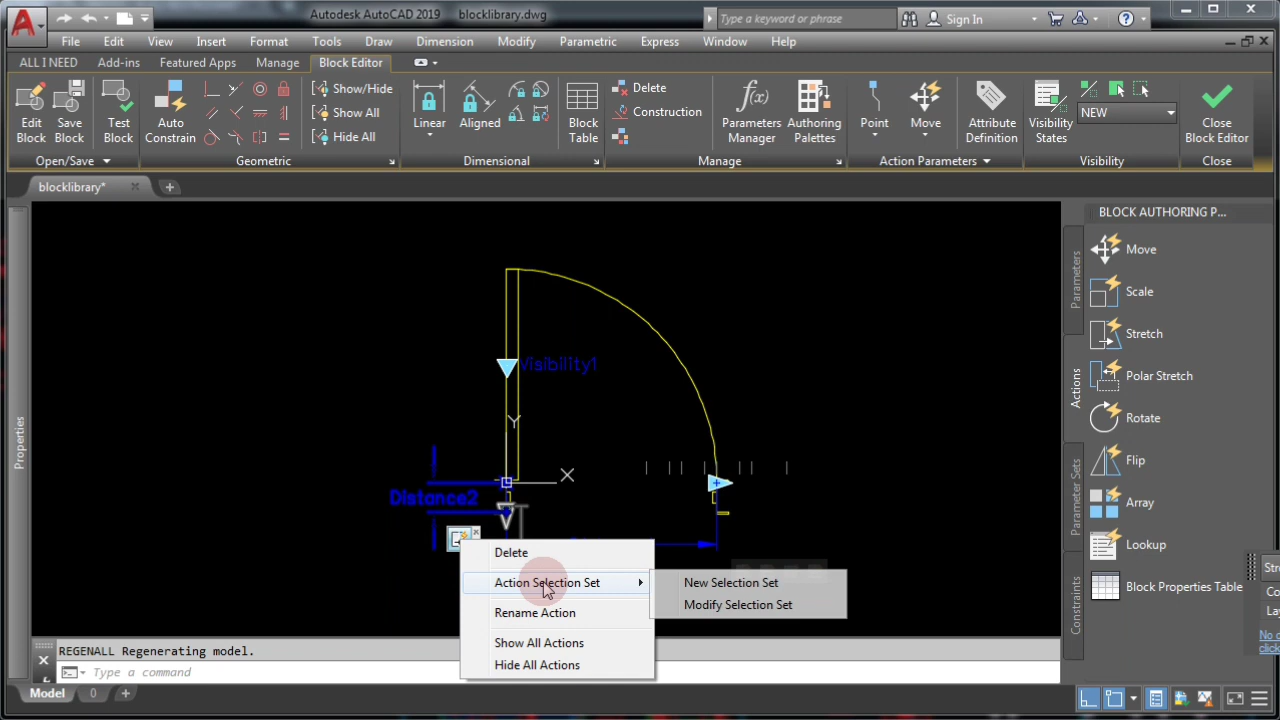 Autodesk AutoCAD 2019 blocklibrary.dwg
Type a keyword or phrase
Sign In
File Edit View Insert Format Tools Draw Dimension Modify Parametric Express Window Help
ALL I NEED Add-ins Featured Apps Manage Block Editor
Edit Block
Save Block
Test Block
Auto Constrain
Show/Hide
Show All
Hide All
Linear
Aligned
Block Table
Delete
Construction
Parameters Manager
Authoring Palettes
Point
Move
Attribute Definition
Visibility States
NEW
Close Block Editor
Open/Save Geometric Dimensional Manage Action Parameters Visibility Close
blocklibrary*
BLOCK AUTHORING P...
Properties
Parameters
Actions
Parameter Sets
Constraints
Move
Scale
Stretch
Polar Stretch
Rotate
Flip
Array
Lookup
Block Properties Table
Visibility1
Y
X
Distance2
Delete
Action Selection Set
Rename Action
Show All Actions
Hide All Actions
New Selection Set
Modify Selection Set
REGENALL Regenerating model.
Type a command
Model 0